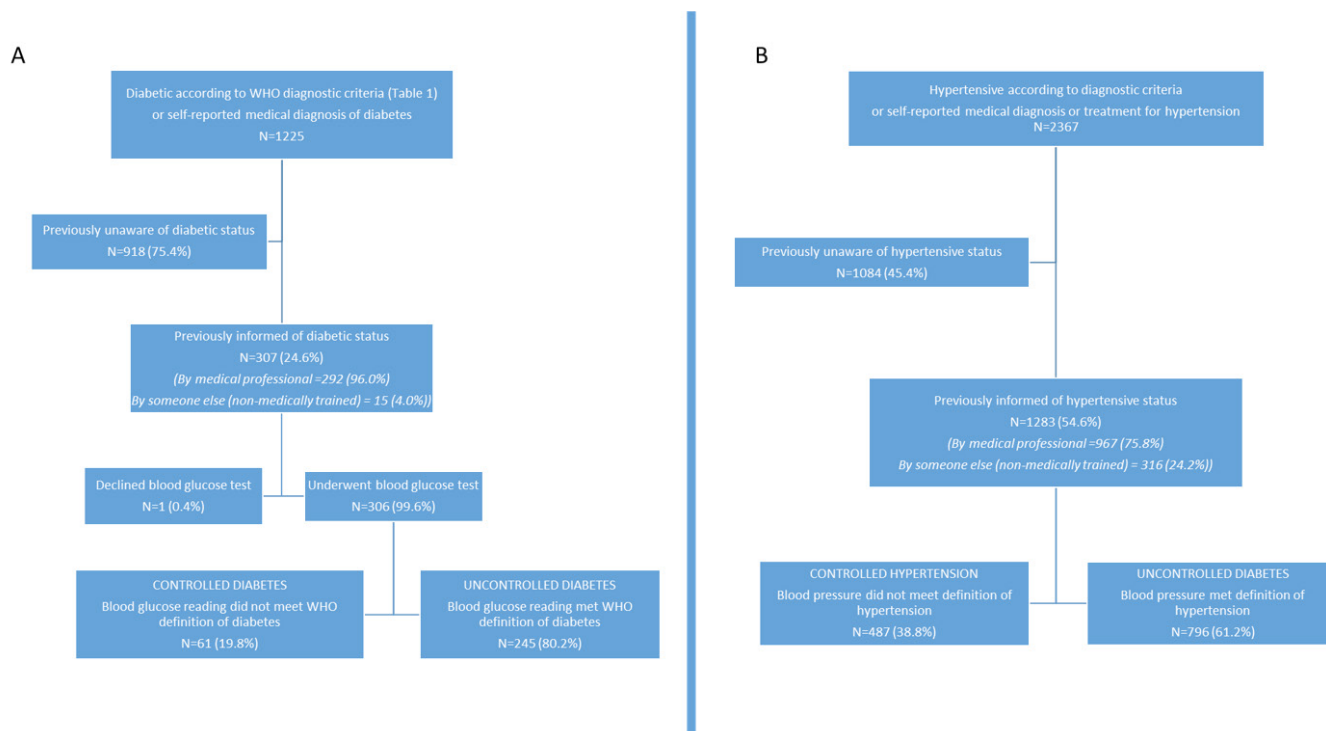 A
Diabetic according to WHO diagnostic criteria (Table 1)
or self-reported medical diagnosis of diabetes
N=1225
Previously unaware of diabetic status
N=918 (75.4%)
Previously informed of diabetic status
N=307 (24.6%)
(By medical professional =292 (96.0%)
By someone else (non-medically trained) = 15 (4.0%))
Declined blood glucose test
N=1 (0.4%)
Underwent blood glucose test
N=306 (99.6%)
CONTROLLED DIABETES
Blood glucose reading did not meet WHO
definition of diabetes
N=61 (19.8%)
UNCONTROLLED DIABETES
Blood glucose reading met WHO
definition of diabetes
N=245 (80.2%)
B
Hypertensive according to diagnostic criteria
or self-reported medical diagnosis or treatment for hypertension
N=2367
Previously unaware of hypertensive status
N=1084 (45.4%)
Previously informed of hypertensive status
N=1283 (54.6%)
(By medical professional =967 (75.8%)
By someone else (non-medically trained) = 316 (24.2%))
CONTROLLED HYPERTENSION
Blood pressure did not meet definition of
hypertension
N=487 (38.8%)
UNCONTROLLED DIABETES
Blood pressure met definition of
hypertension
N=796 (61.2%)